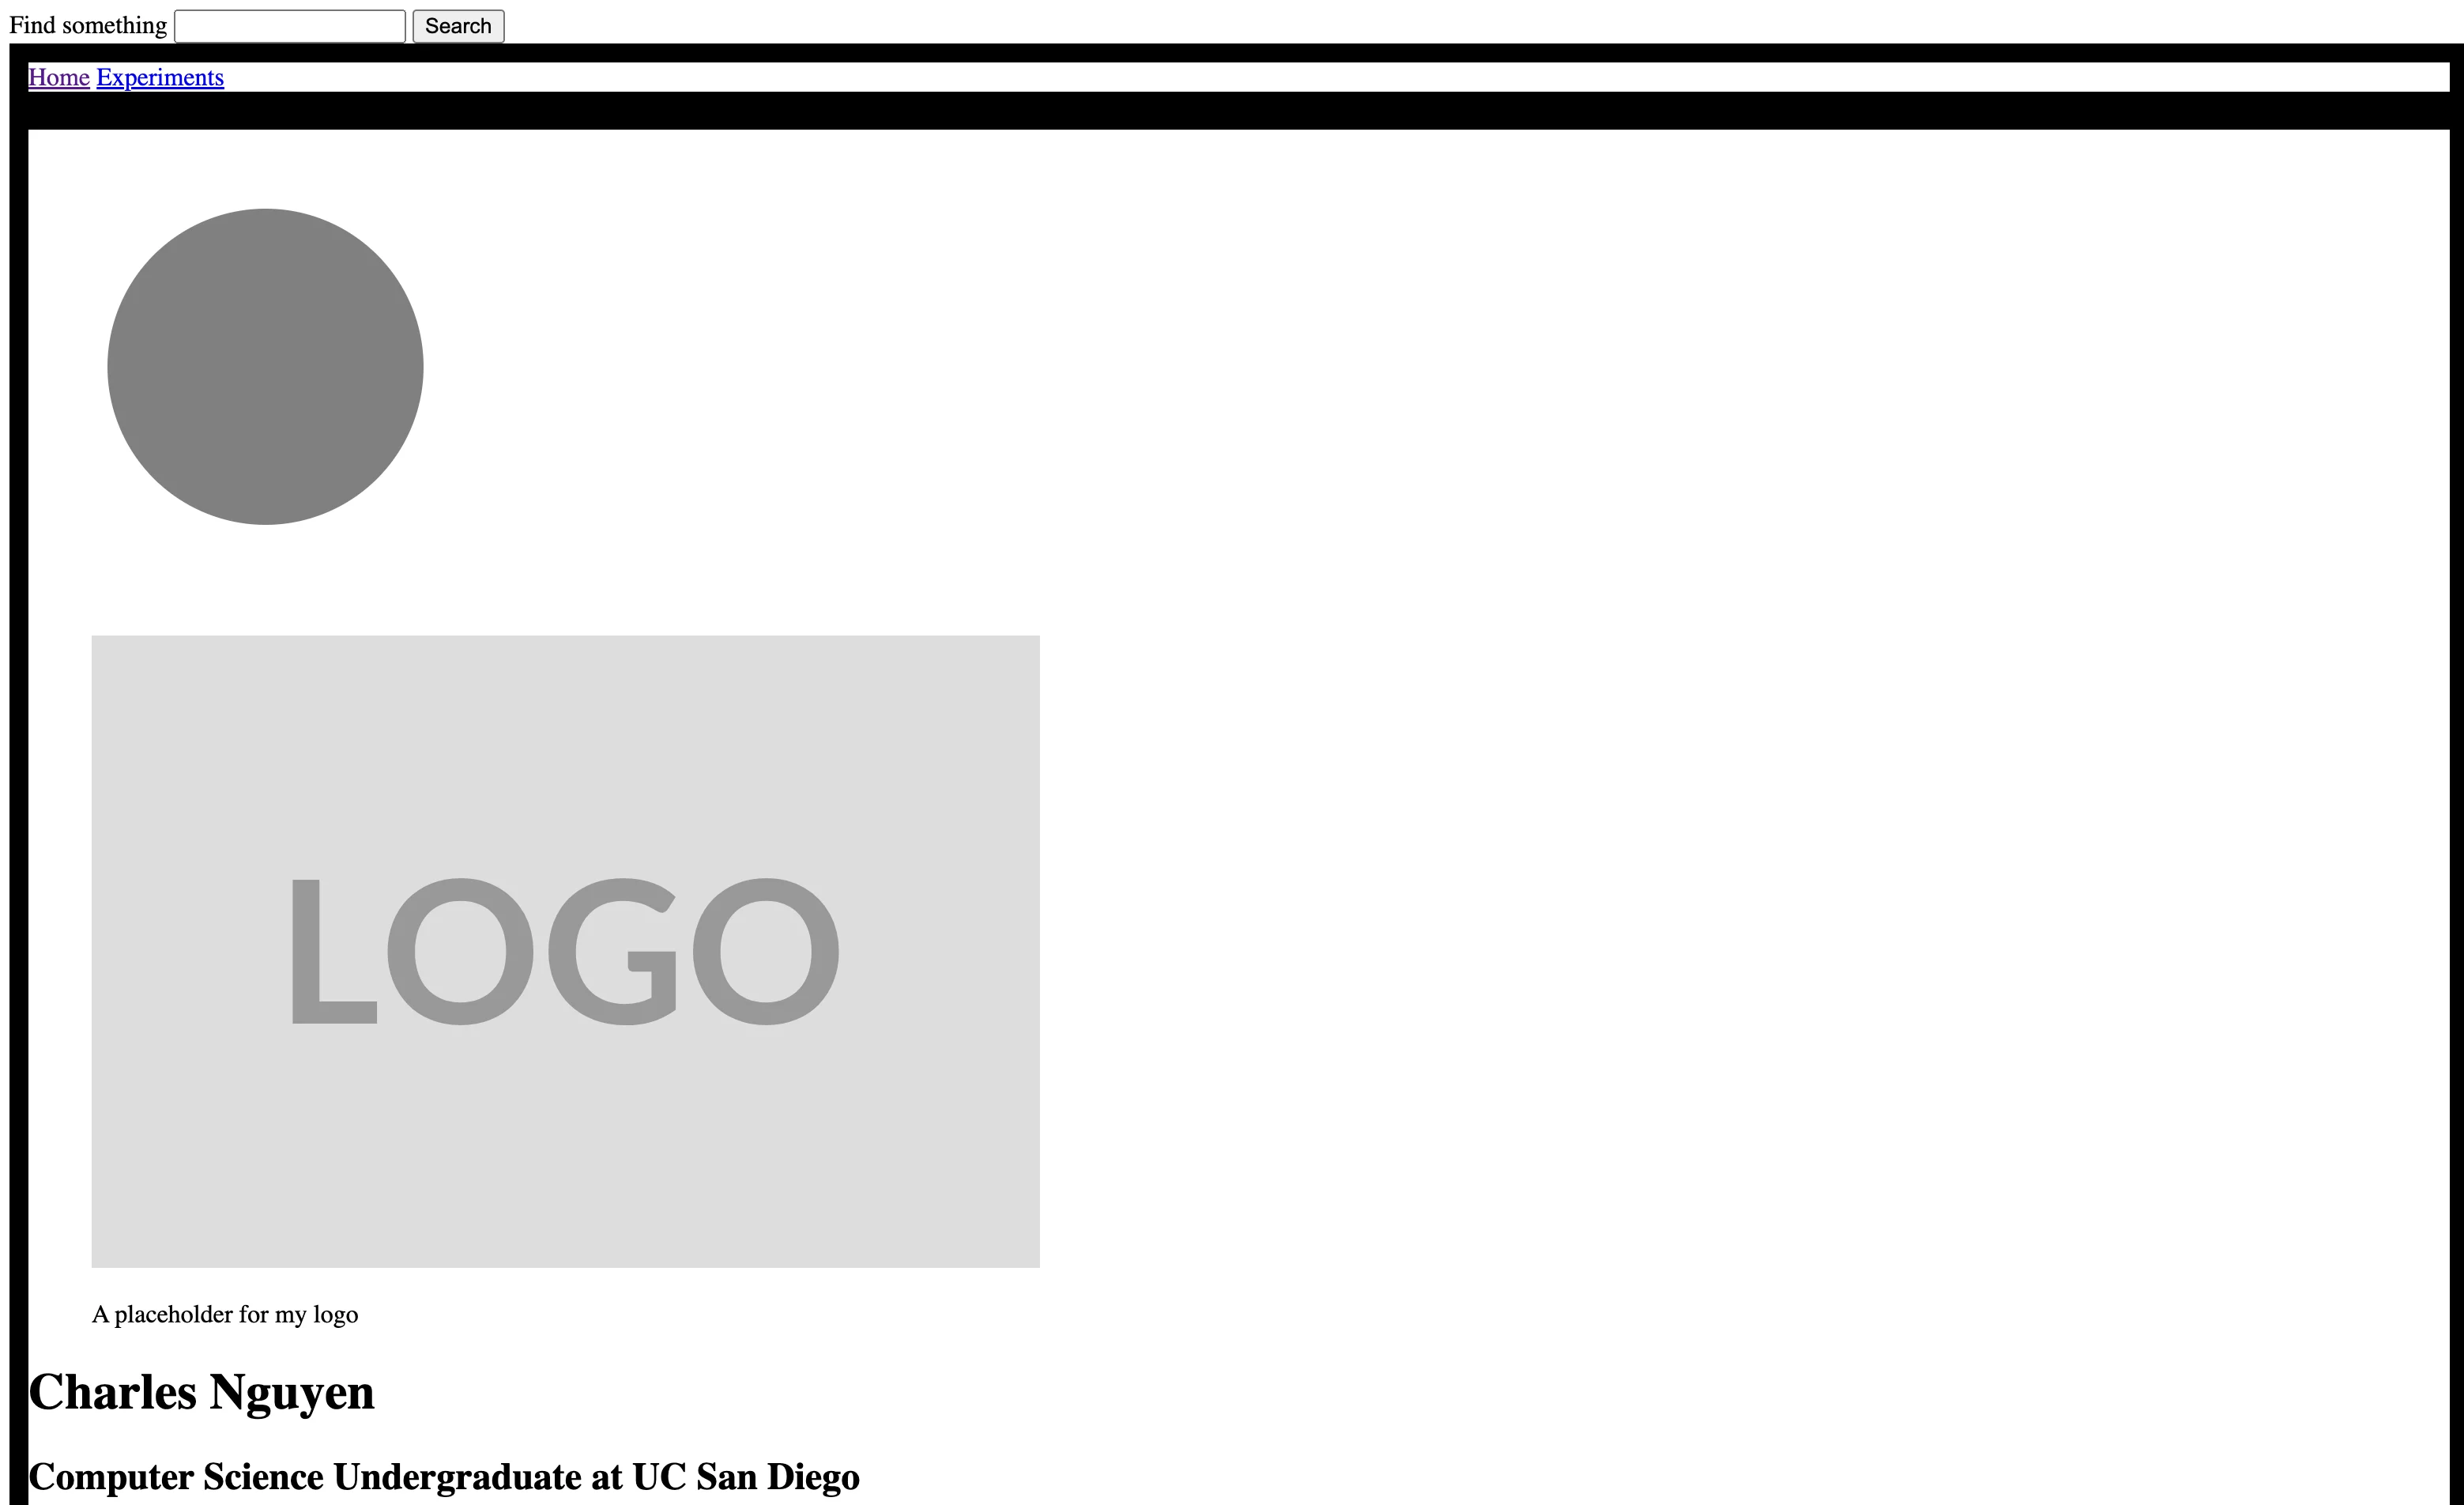 Find something Search
Home Experiments
LOGO
A placeholder for my logo
Charles Nguyen
Computer Science Undergraduate at UC San Diego